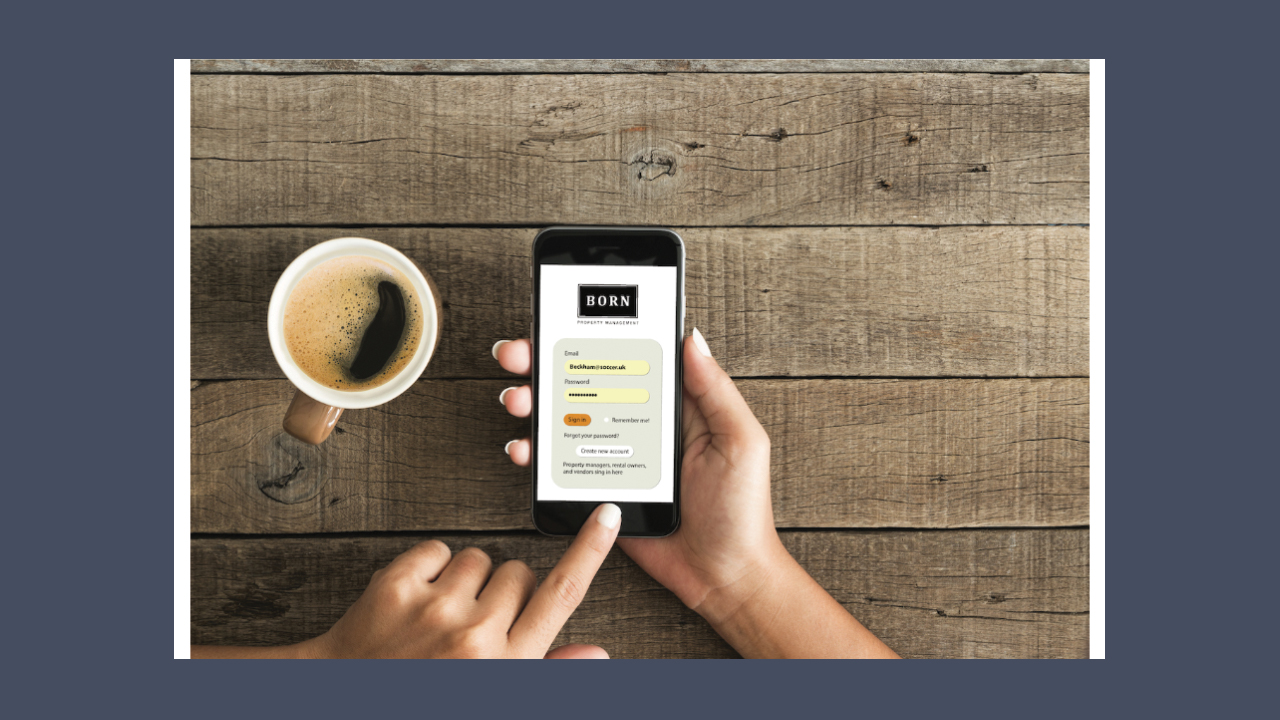 BORN
PROPERTY MANAGEMENT
Email
Beckham@soccer.uk
Password
••••••••••
Sign in
Remember me!
Forgot your password?
Create new account
Property managers, rental owners,
and vendors sing in here